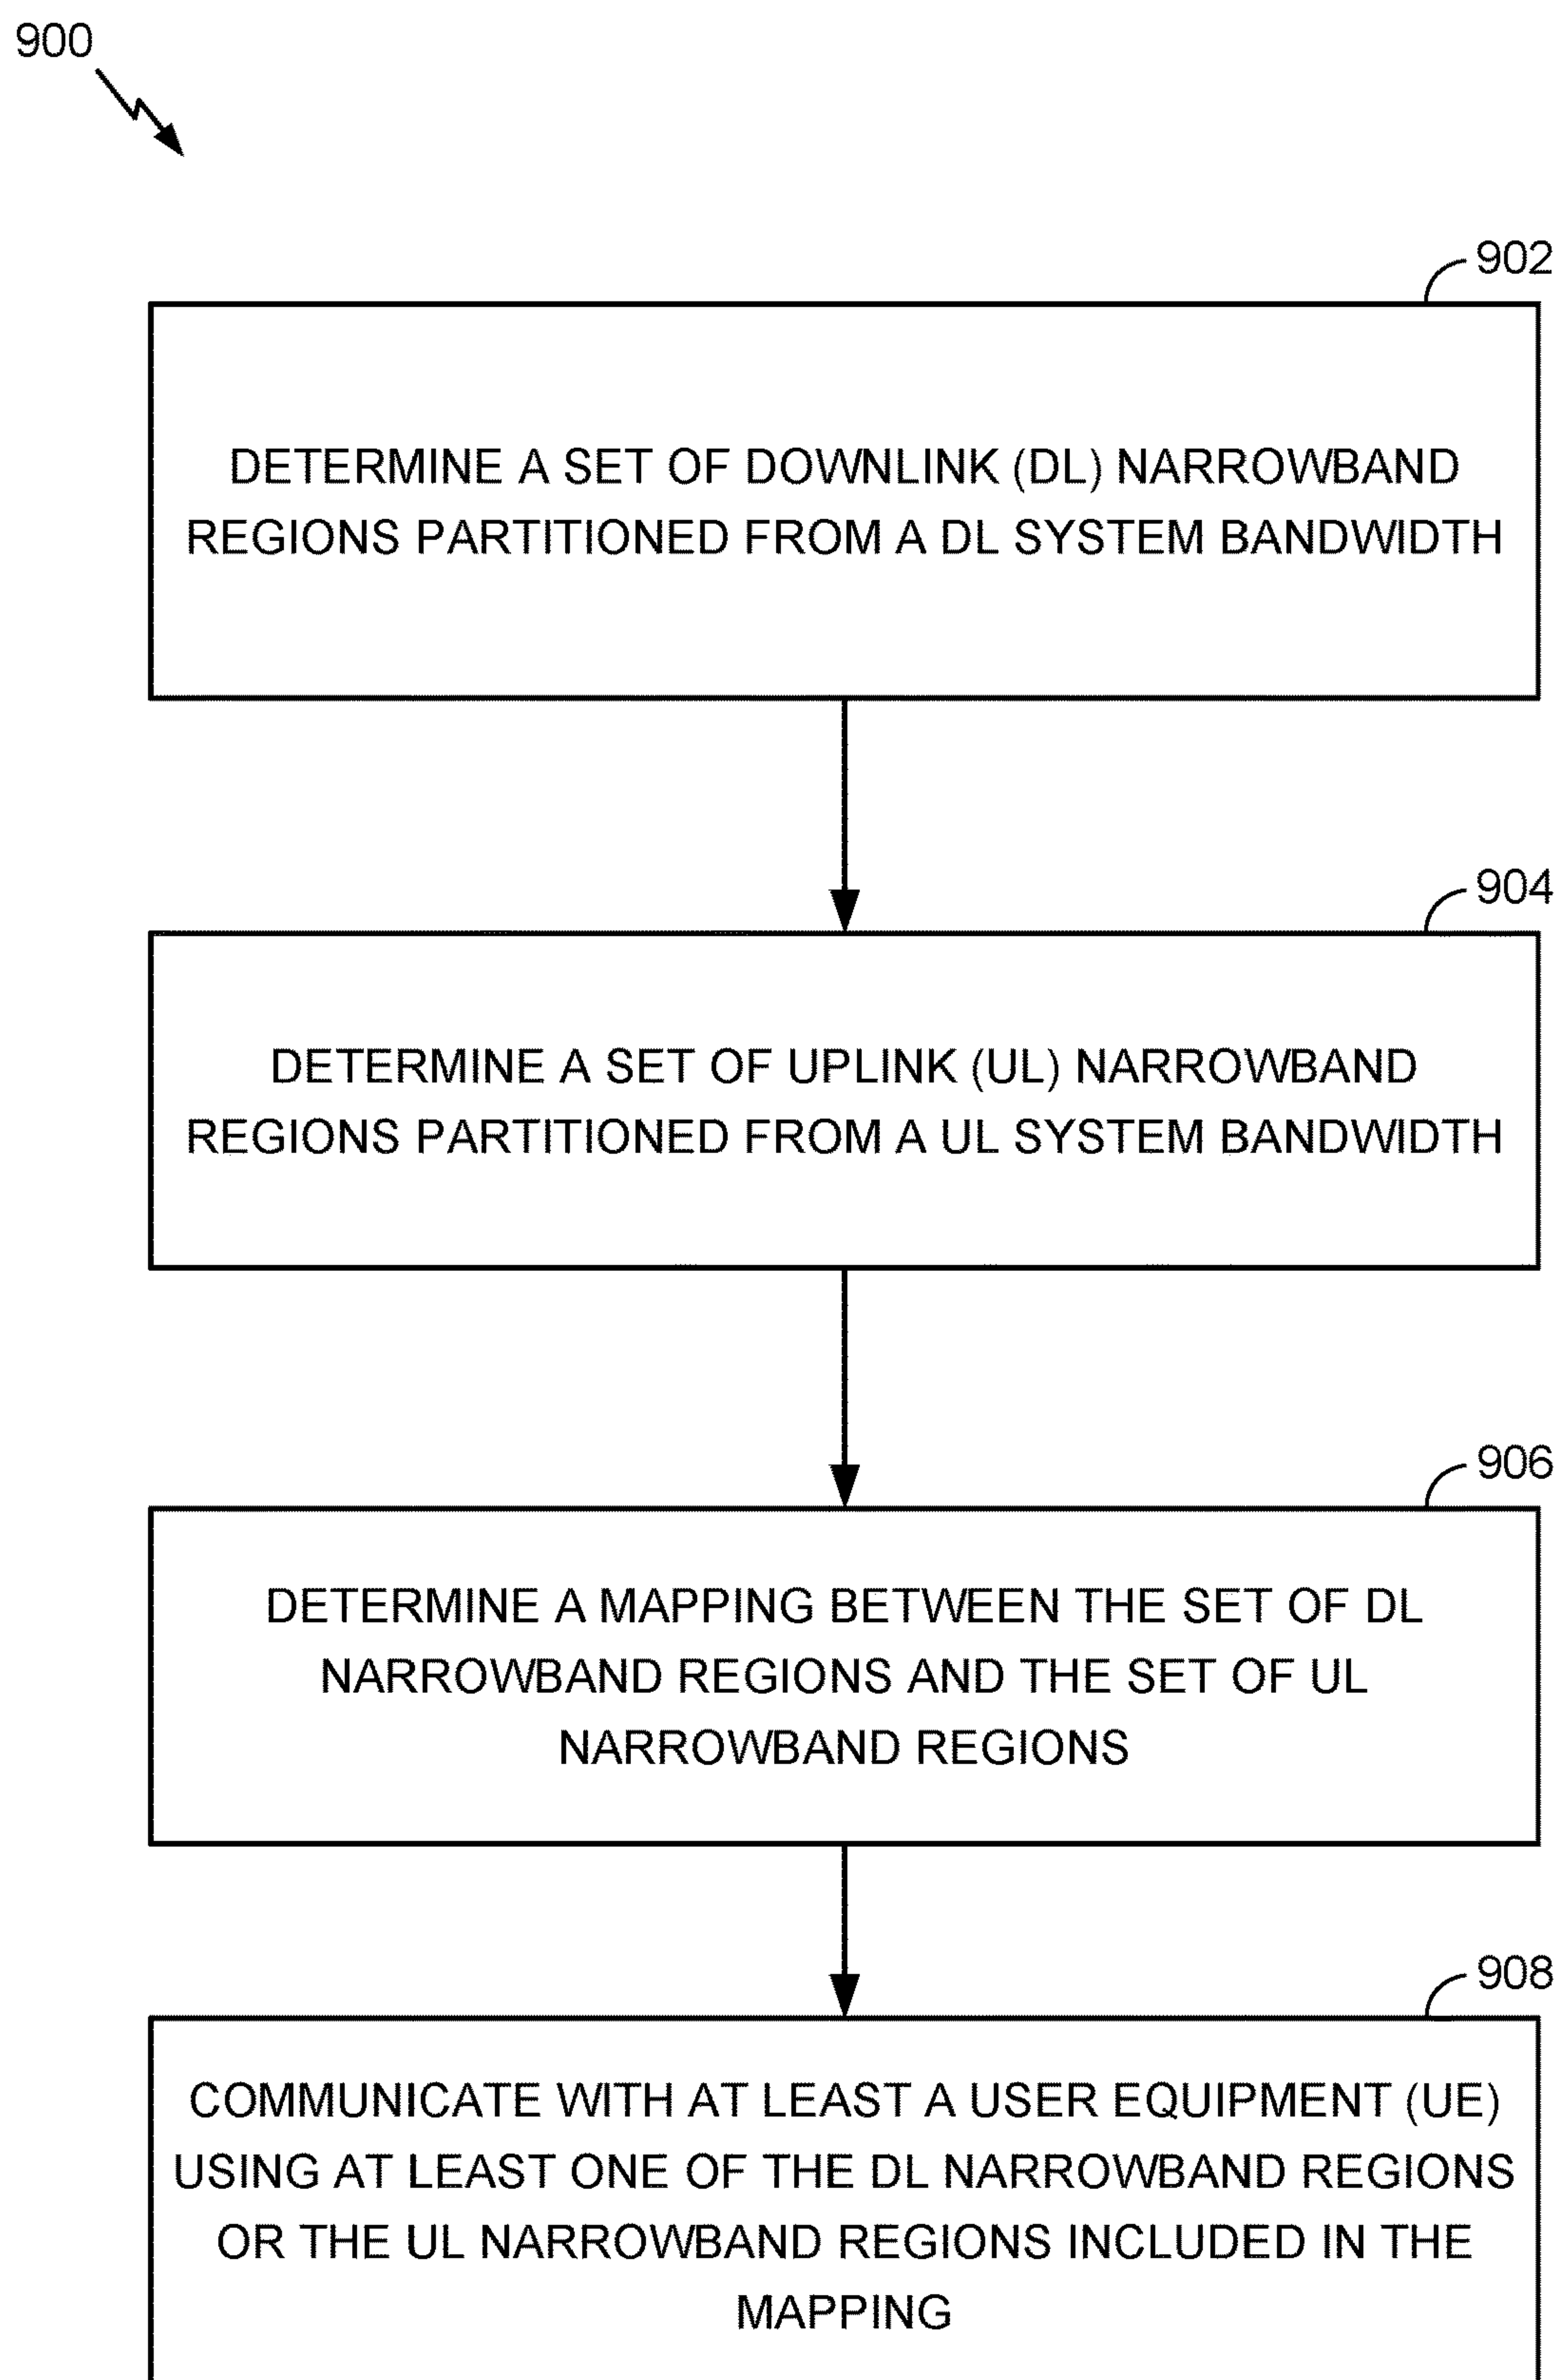 900
902
DETERMINE A SET OF DOWNLINK (DL) NARROWBAND
REGIONS PARTITIONED FROM A DL SYSTEM BANDWIDTH
904
DETERMINE A SET OF UPLINK (UL) NARROWBAND
REGIONS PARTITIONED FROM A UL SYSTEM BANDWIDTH
906
DETERMINE A MAPPING BETWEEN THE SET OF DL
NARROWBAND REGIONS AND THE SET OF UL
NARROWBAND REGIONS
908
COMMUNICATE WITH AT LEAST A USER EQUIPMENT (UE)
USING AT LEAST ONE OF THE DL NARROWBAND REGIONS
OR THE UL NARROWBAND REGIONS INCLUDED IN THE
MAPPING